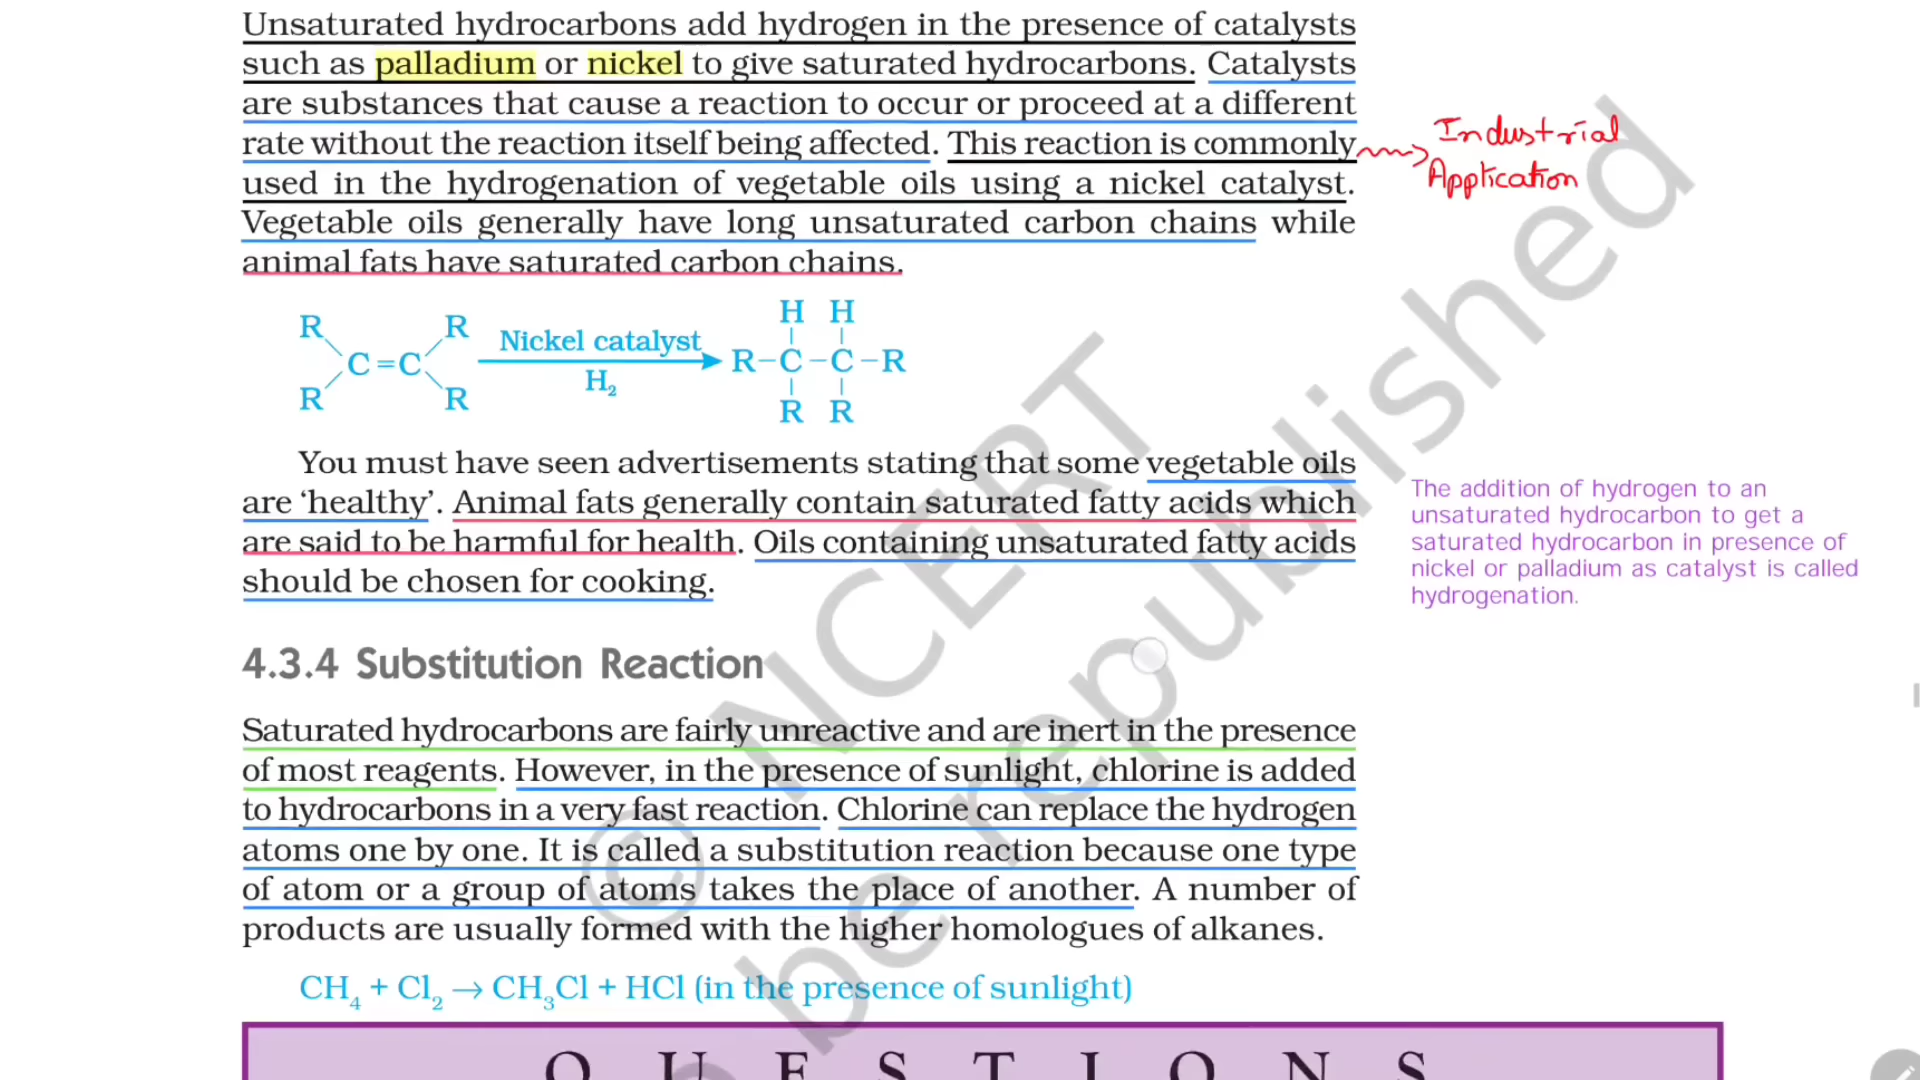 Unsaturated hydrocarbons add hydrogen in the presence of catalysts
such as palladium or nickel to give saturated hydrocarbons. Catalysts
are substances that cause a reaction to occur or proceed at a different
rate without the reaction itself being affected. This reaction is commonly
used in the hydrogenation of vegetable oils using a nickel catalyst.
Vegetable oils generally have long unsaturated carbon chains while
animal fats have saturated carbon chains.
Industrial
Application
H H
R R Nickel catalyst
C=C R–C–C–R
R R H₂
R R
You must have seen advertisements stating that some vegetable oils
are ‘healthy’. Animal fats generally contain saturated fatty acids which
are said to be harmful for health. Oils containing unsaturated fatty acids
should be chosen for cooking.
The addition of hydrogen to an
unsaturated hydrocarbon to get a
saturated hydrocarbon in presence of
nickel or palladium as catalyst is called
hydrogenation.
4.3.4 Substitution Reaction
Saturated hydrocarbons are fairly unreactive and are inert in the presence
of most reagents. However, in the presence of sunlight, chlorine is added
to hydrocarbons in a very fast reaction. Chlorine can replace the hydrogen
atoms one by one. It is called a substitution reaction because one type
of atom or a group of atoms takes the place of another. A number of
products are usually formed with the higher homologues of alkanes.
CH₄ + Cl₂ → CH₃Cl + HCl (in the presence of sunlight)
QUESTIONS
© NCERT
be republished